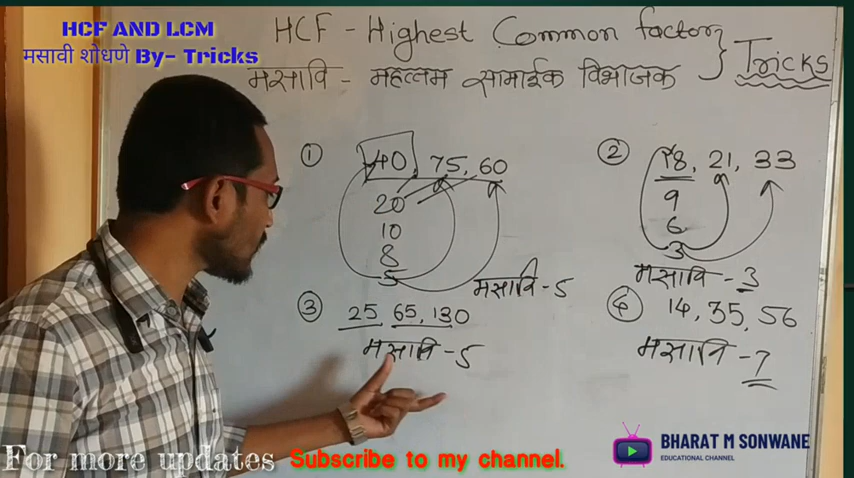 HCF AND LCM
मसावी शोधणे By- Tricks
HCF - Highest Common factor
मसावि - महत्तम सामाईक विभाजक
Tricks
① 40, 75, 60
20
10
8
5
मसावि - 5
② 18, 21, 33
9
6
3
मसावि - 3
③ 25, 65, 130
मसावि - 5
④ 14, 35, 56
मसावि - 7
BHARAT M SONWANE
EDUCATIONAL CHANNEL
For more updates Subscribe to my channel.